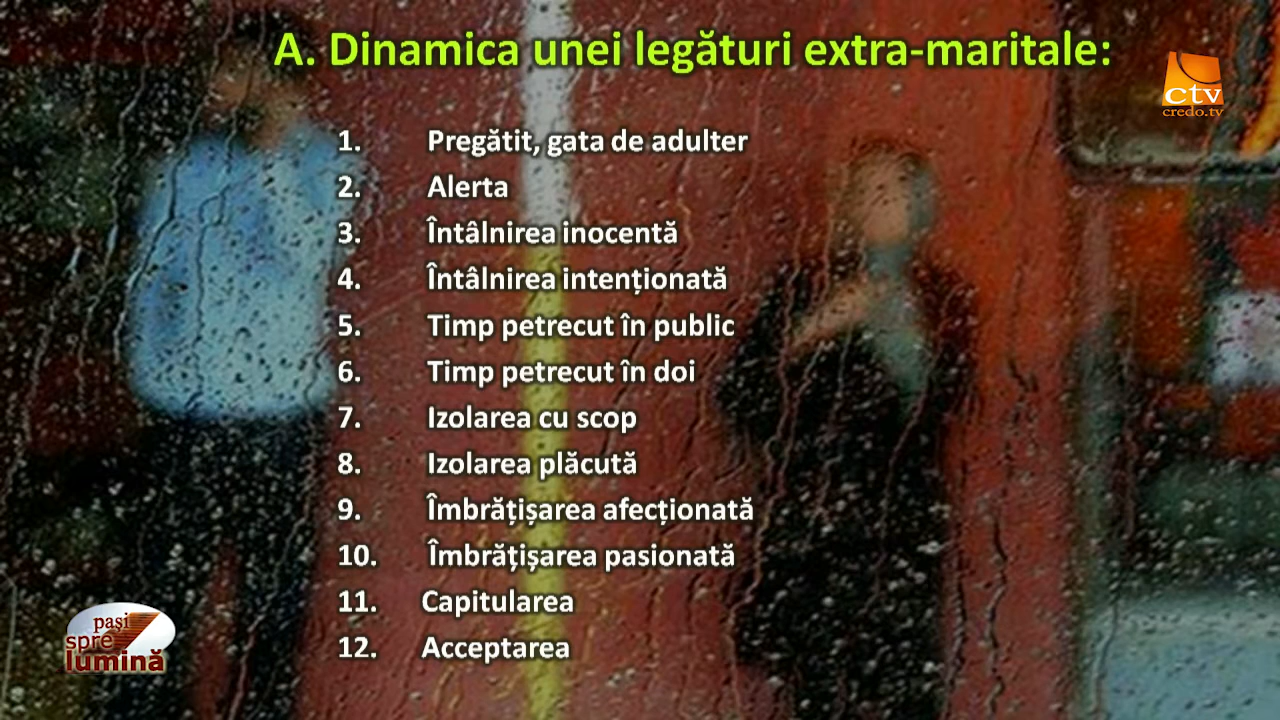 A. Dinamica unei legături extra-maritale:
ctv
credo.tv
1. Pregătit, gata de adulter
2. Alerta
3. Întâlnirea inocentă
4. Întâlnirea intenționată
5. Timp petrecut în public
6. Timp petrecut în doi
7. Izolarea cu scop
8. Izolarea plăcută
9. Îmbrățișarea afecționată
10. Îmbrățișarea pasionată
11. Capitularea
12. Acceptarea
pași
spre
lumină